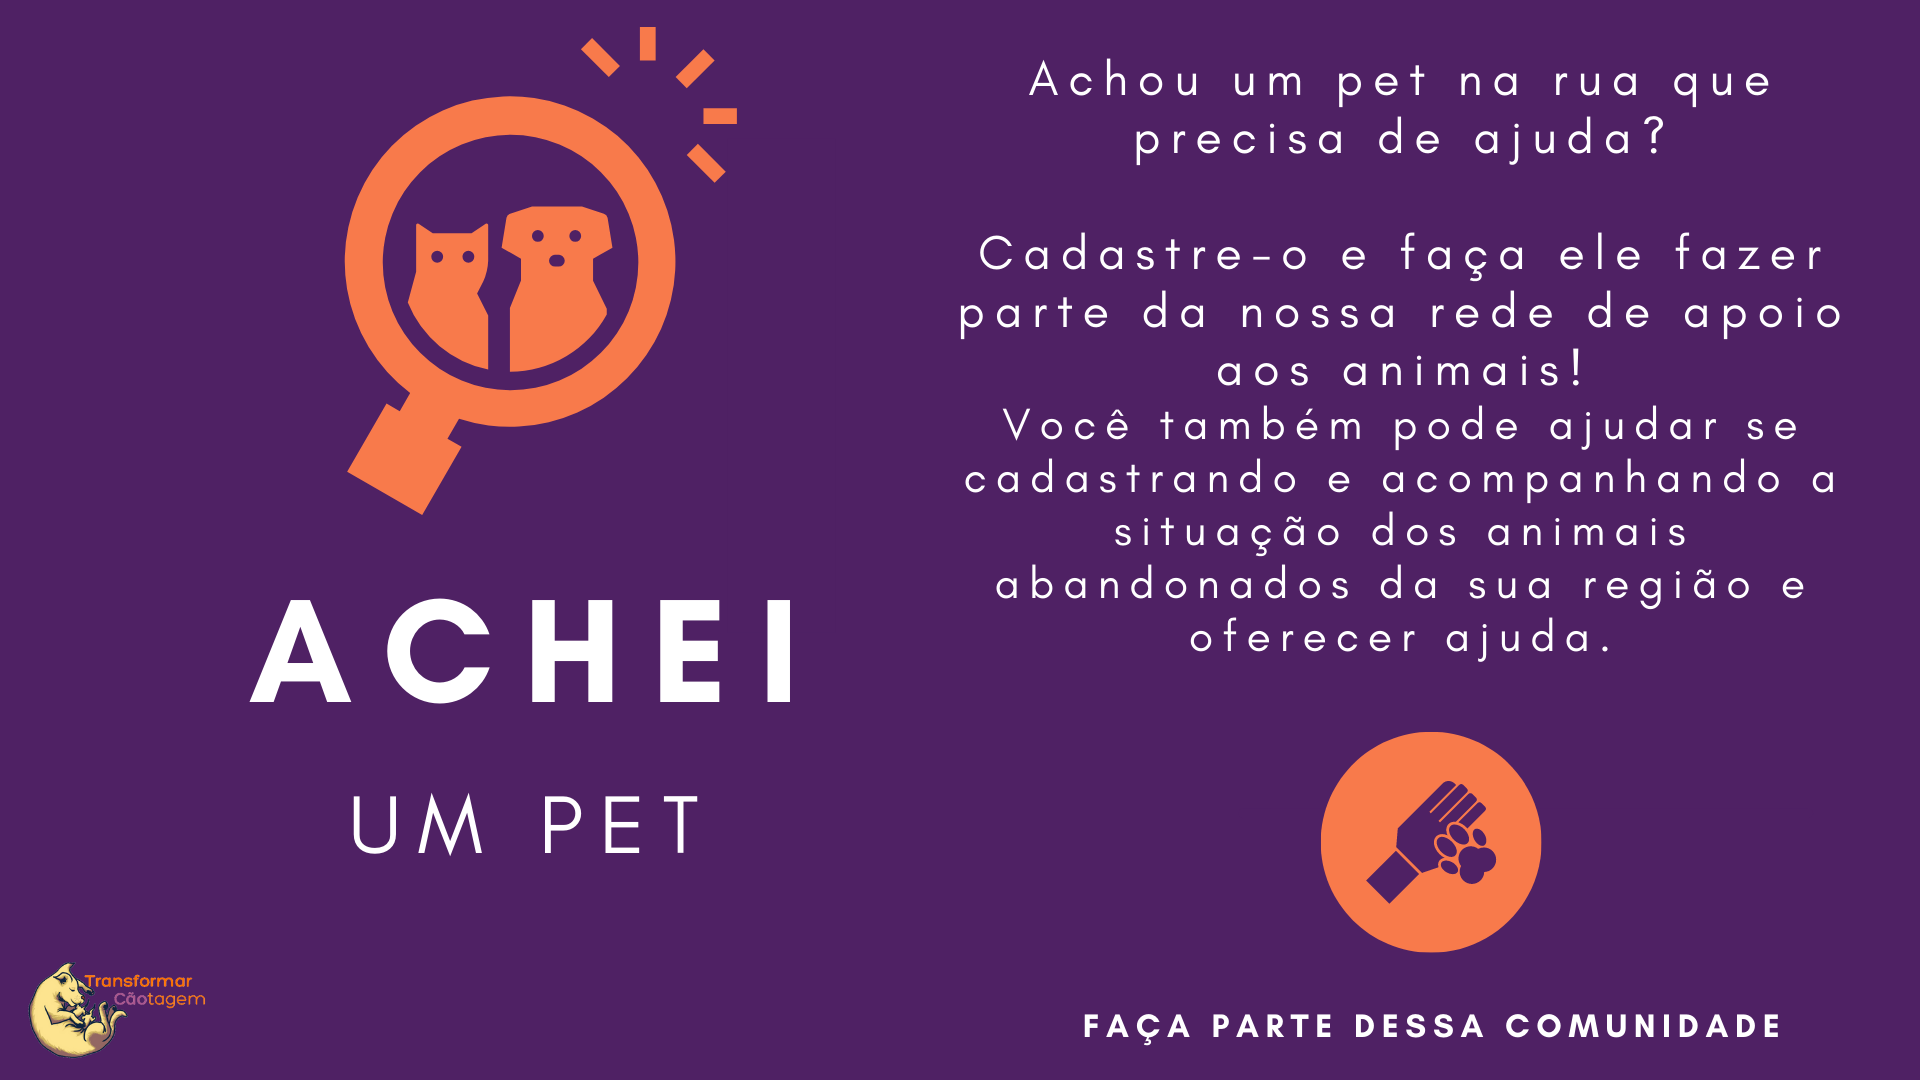 ACHEI
UM PET
Transformar
Cãotagem
Achou um pet na rua que
precisa de ajuda?
Cadastre-o e faça ele fazer
parte da nossa rede de apoio
aos animais!
Você também pode ajudar se
cadastrando e acompanhando a
situação dos animais
abandonados da sua região e
oferecer ajuda.
FAÇA PARTE DESSA COMUNIDADE